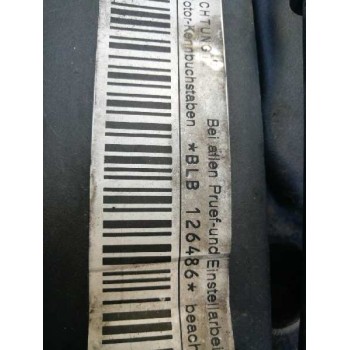 CHTUNG!
Bei allen Pruef-und Einstellarbei
otor-Kennbuchstaben *BLB 126486* beach